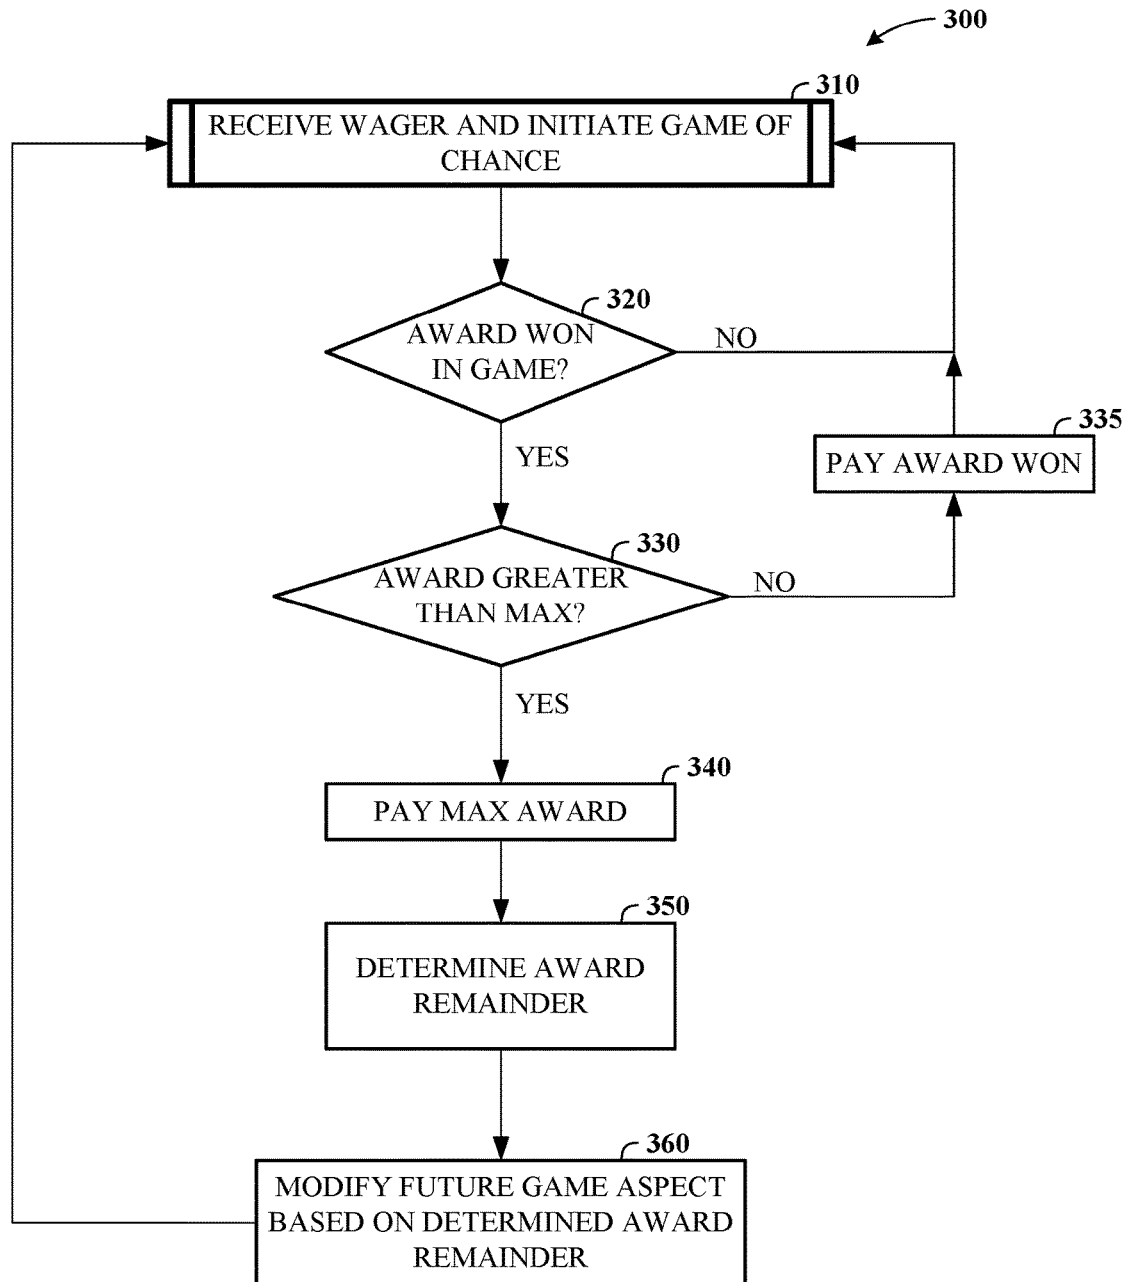 300
310
RECEIVE WAGER AND INITIATE GAME OF
CHANCE
320
AWARD WON
IN GAME?
NO
YES
335
PAY AWARD WON
330
AWARD GREATER
THAN MAX?
NO
YES
340
PAY MAX AWARD
350
DETERMINE AWARD
REMAINDER
360
MODIFY FUTURE GAME ASPECT
BASED ON DETERMINED AWARD
REMAINDER